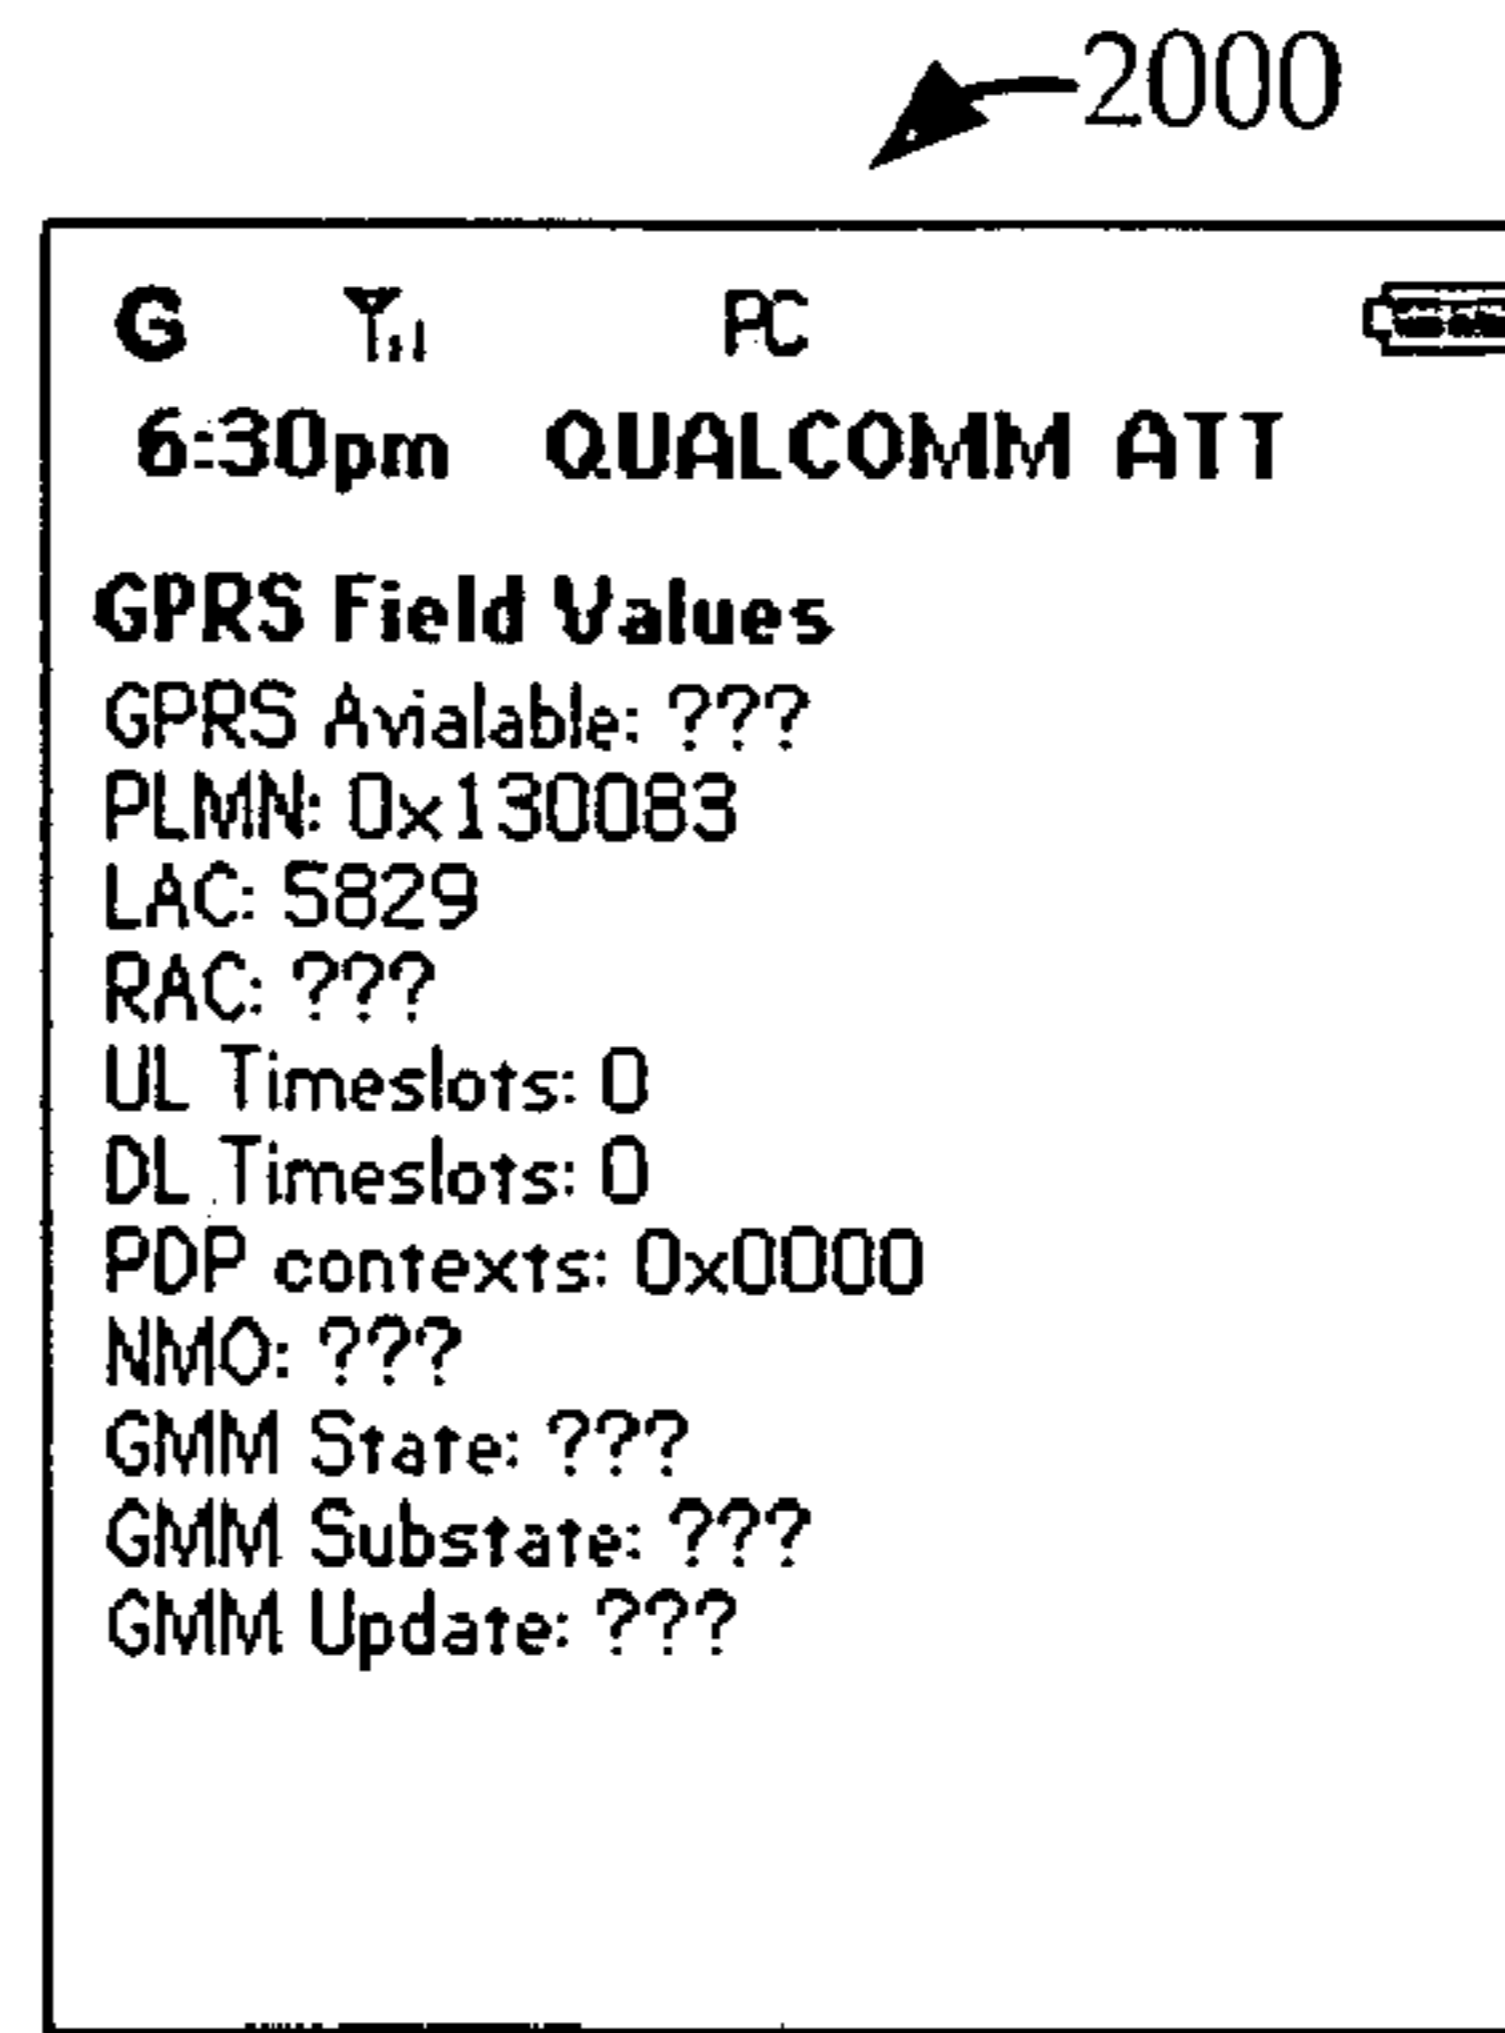 2000
G PC
6:30pm QUALCOMM ATT
GPRS Field Values
GPRS Avialable: ???
PLMN: 0x130083
LAC: 5829
RAC: ???
UL Timeslots: 0
DL Timeslots: 0
PDP contexts: 0x0000
NMO: ???
GMM State: ???
GMM Substate: ???
GMM Update: ???